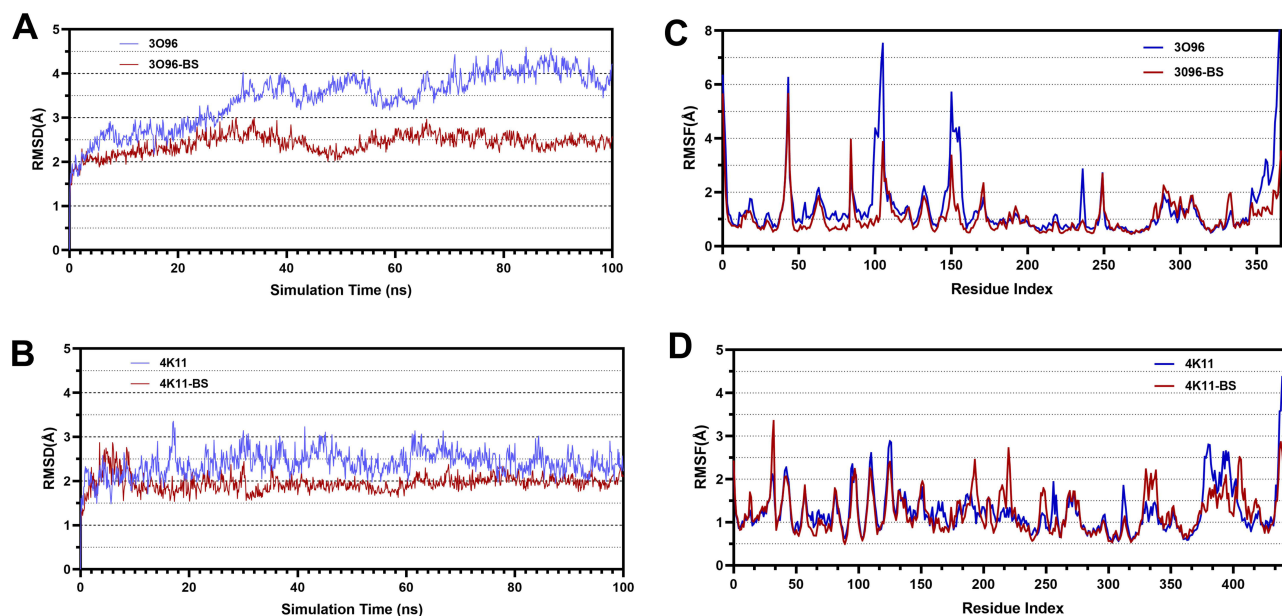 A
RMSD(Å)
5
4
3
2
1
0
3O96
3O96-BS
0 20 40 60 80 100
Simulation Time (ns)
C
RMSF(Å)
8
6
4
2
0
3O96
3096-BS
0 50 100 150 200 250 300 350
Residue Index
B
RMSD(Å)
5
4
3
2
1
0
4K11
4K11-BS
0 20 40 60 80 100
Simulation Time (ns)
D
RMSF(Å)
5
4
3
2
1
0
4K11
4K11-BS
0 50 100 150 200 250 300 350 400
Residue Index